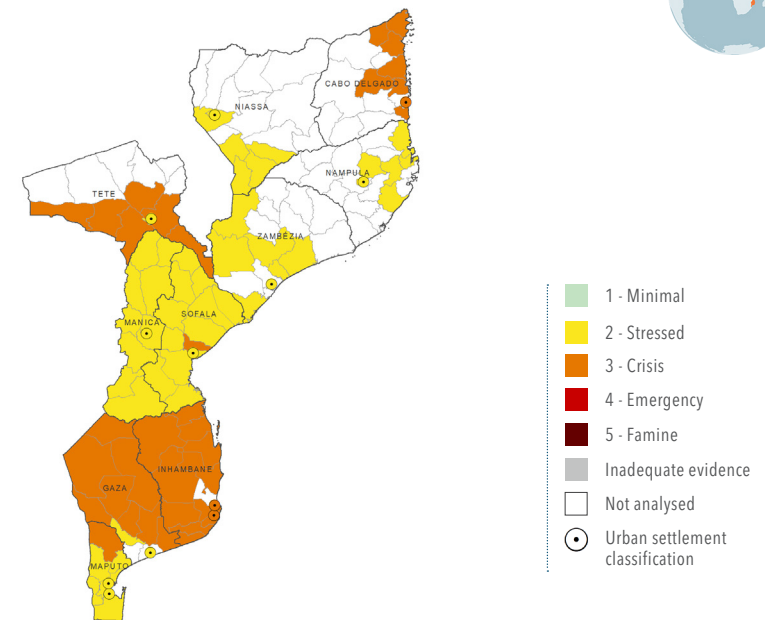 CABO DELGADO
NIASSA
NAMPULA
TETE
ZAMBÉZIA
SOFALA
MANICA
INHAMBANE
GAZA
MAPUTO
1 - Minimal
2 - Stressed
3 - Crisis
4 - Emergency
5 - Famine
Inadequate evidence
Not analysed
Urban settlement
classification